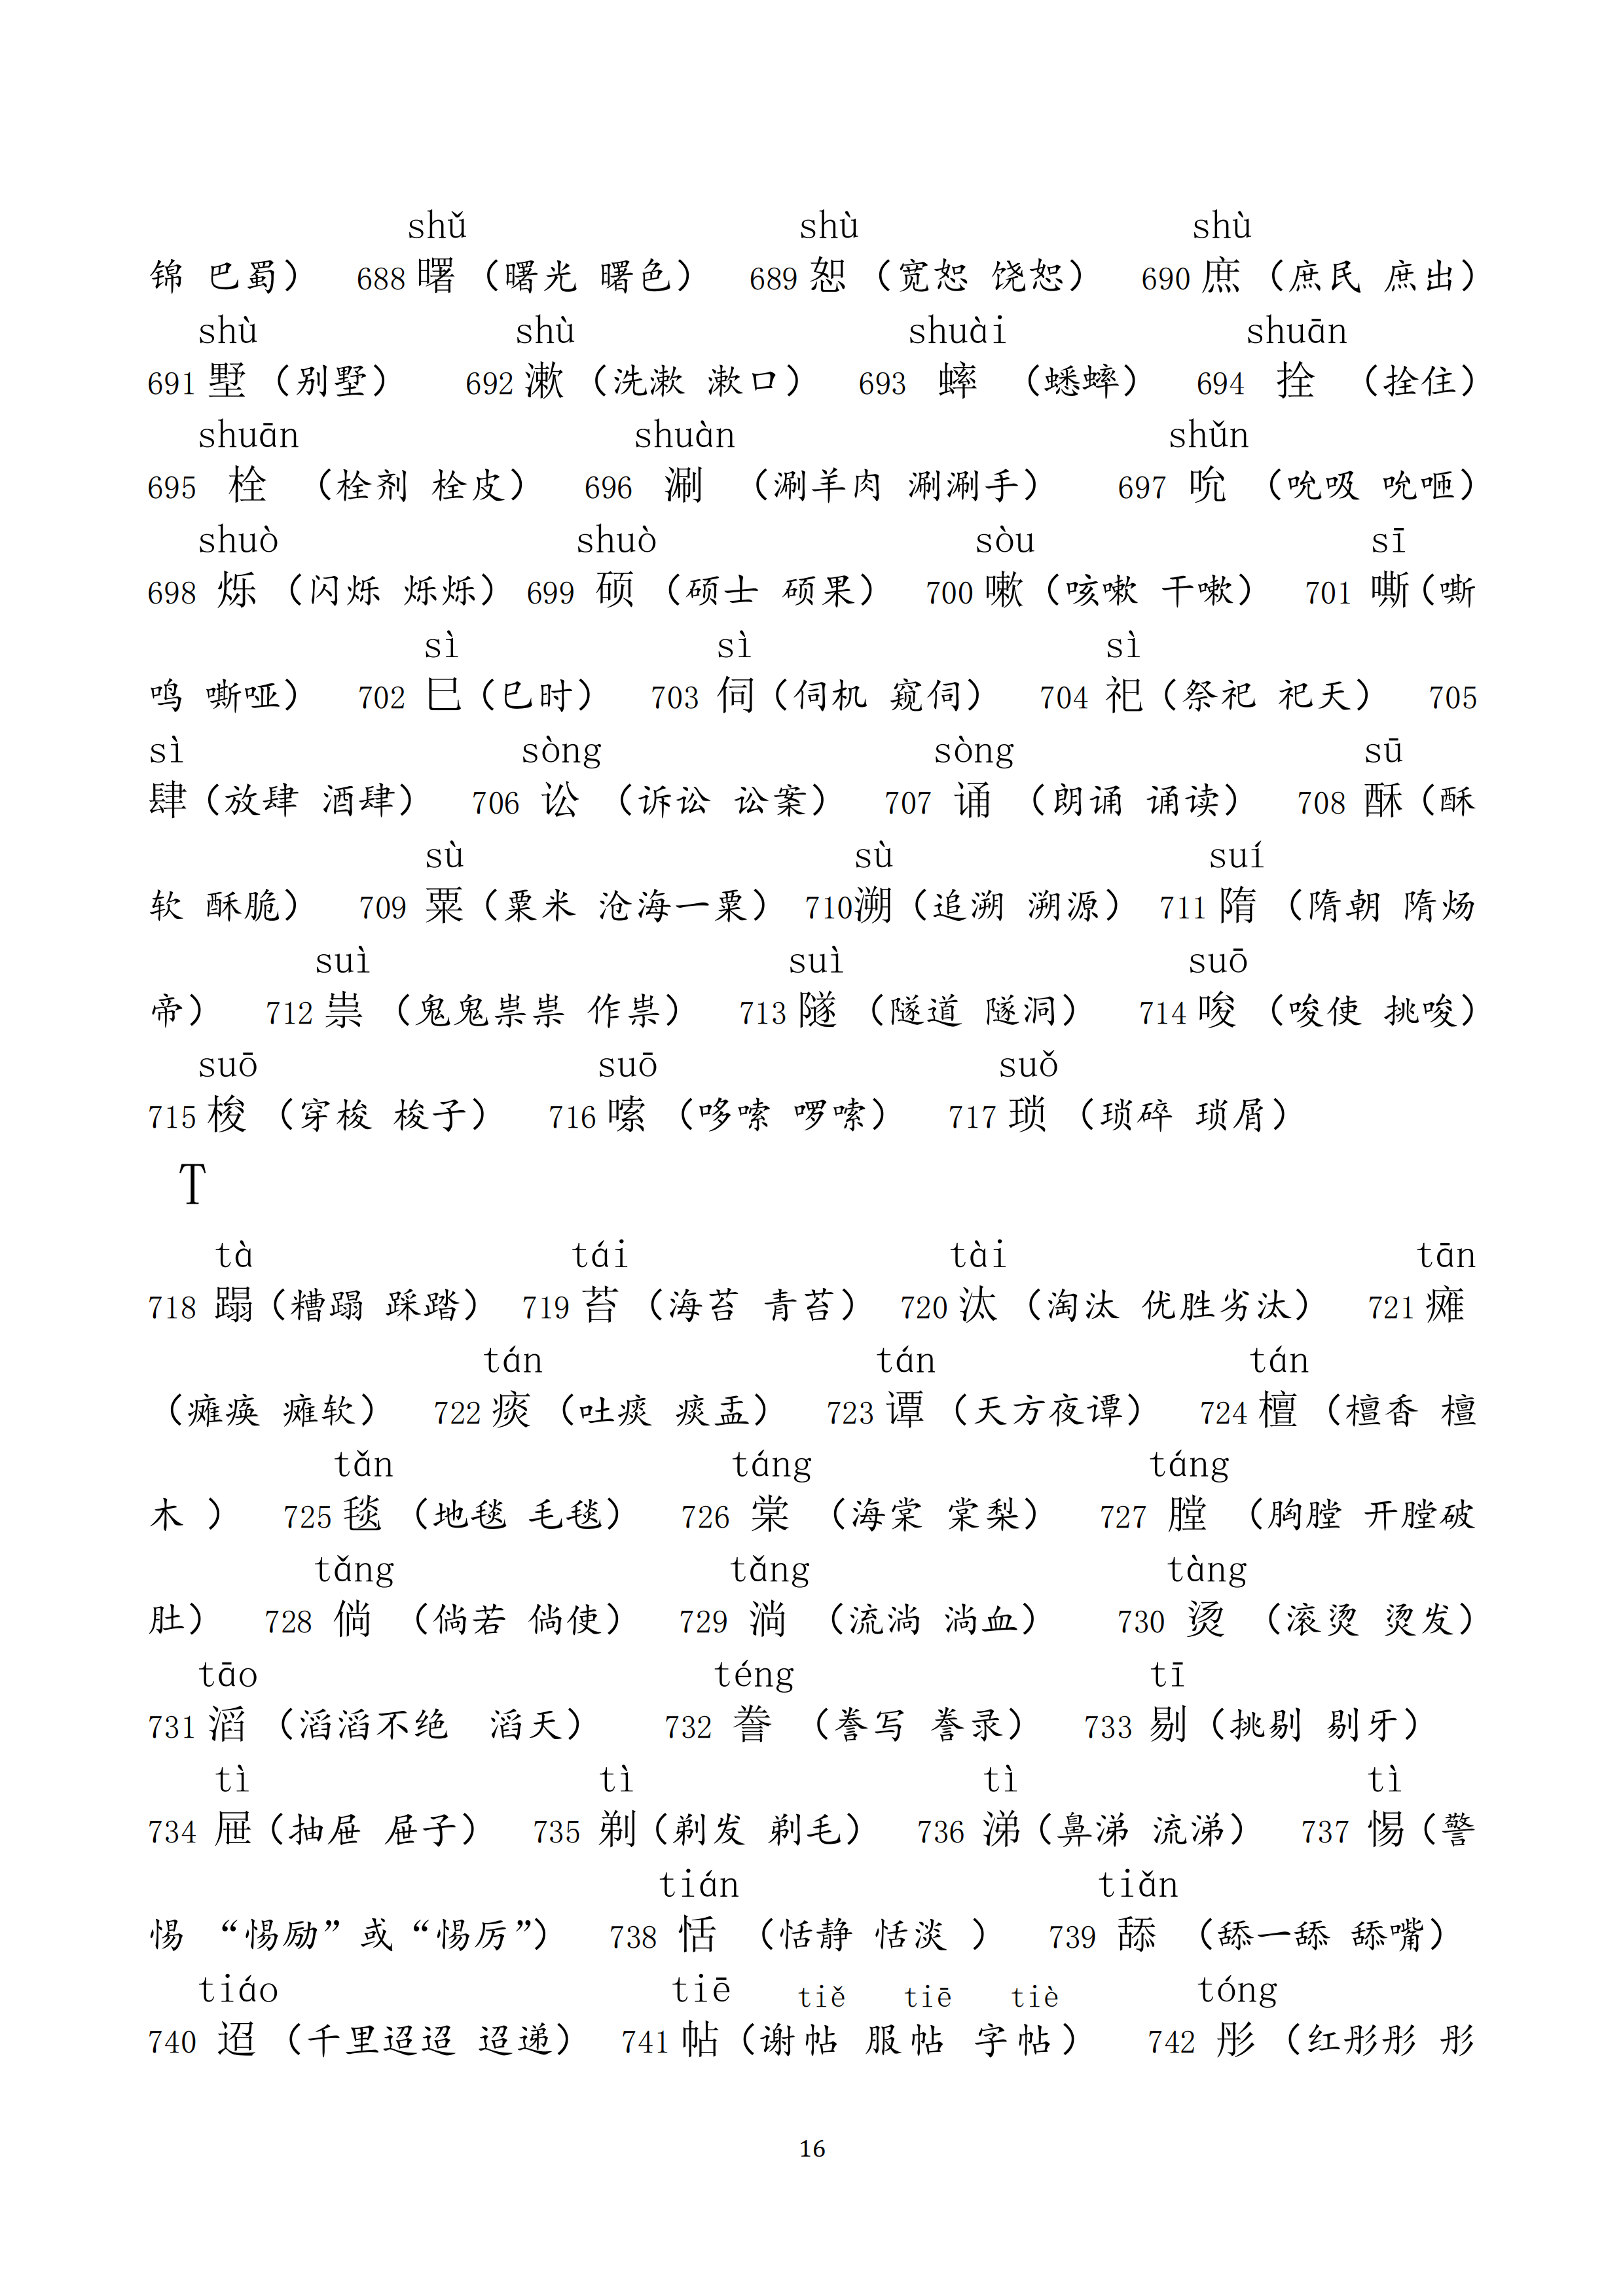 shǔ shù shù
锦 巴蜀） 688 曙（曙光 曙色） 689 恕（宽恕 饶恕） 690 庶（庶民 庶出）
shù shù shuài shuān
691 墅（别墅） 692 漱（洗漱 漱口） 693 蟀（蟋蟀） 694 拴（拴住）
shuān shuàn shǔn
695 栓（栓剂 栓皮） 696 涮（涮羊肉 涮涮手） 697 吮（吮吸 吮咂）
shuò shuò sòu sī
698 烁（闪烁 烁烁） 699 硕（硕士 硕果） 700 嗽（咳嗽 干嗽） 701 嘶（嘶
sì sì sì
鸣 嘶哑） 702 巳（巳时） 703 伺（伺机 窥伺） 704 祀（祭祀 祀天） 705
sì sòng sòng sū
肆（放肆 酒肆） 706 讼（诉讼 讼案） 707 诵（朗诵 诵读） 708 酥（酥
sù sù suí
软 酥脆） 709 粟（粟米 沧海一粟） 710溯（追溯 溯源） 711 隋（隋朝 隋炀
suì suì suō
帝） 712 祟（鬼鬼祟祟 作祟） 713 隧（隧道 隧洞） 714 唆（唆使 挑唆）
suō suō suǒ
715 梭（穿梭 梭子） 716 嗦（哆嗦 啰嗦） 717 琐（琐碎 琐屑）
T
tà tái tài tān
718 蹋（糟蹋 踩踏） 719 苔（海苔 青苔） 720 汰（淘汰 优胜劣汰） 721 瘫
tán tán tán
（瘫痪 瘫软） 722 痰（吐痰 痰盂） 723 谭（天方夜谭） 724 檀（檀香 檀
tǎn táng táng
木 ） 725 毯（地毯 毛毯） 726 棠（海棠 棠梨） 727 膛（胸膛 开膛破
tǎng tǎng tàng
肚） 728 倘（倘若 倘使） 729 淌（流淌 淌血） 730 烫（滚烫 烫发）
tāo téng tī
731 滔（滔滔不绝 滔天） 732 誊（誊写 誊录） 733 剔（挑剔 剔牙）
tì tì tì tì
734 屉（抽屉 屉子） 735 剃（剃发 剃毛） 736 涕（鼻涕 流涕） 737 惕（警
tián tiǎn
惕 “惕励”或“惕厉”） 738 恬（恬静 恬淡 ） 739 舔（舔一舔 舔嘴）
tiáo tiē tiě tiē tiè tóng
740 迢（千里迢迢 迢递） 741 帖（谢帖 服帖 字帖） 742 彤（红彤彤 彤
16